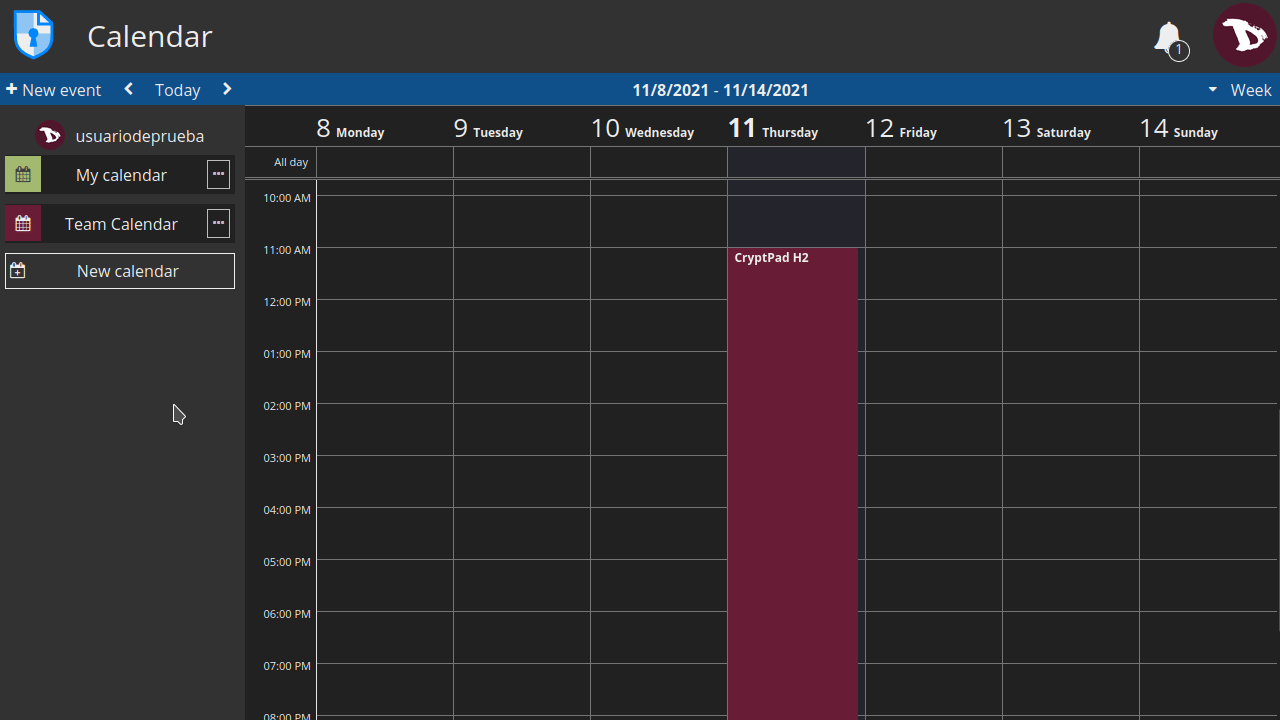 Calendar
1
New event
Today
11/8/2021 - 11/14/2021
Week
usuariodeprueba
My calendar
Team Calendar
New calendar
8 Monday
9 Tuesday
10 Wednesday
11 Thursday
12 Friday
13 Saturday
14 Sunday
All day
10:00 AM
11:00 AM
CryptPad H2
12:00 PM
01:00 PM
02:00 PM
03:00 PM
04:00 PM
05:00 PM
06:00 PM
07:00 PM
08:00 PM